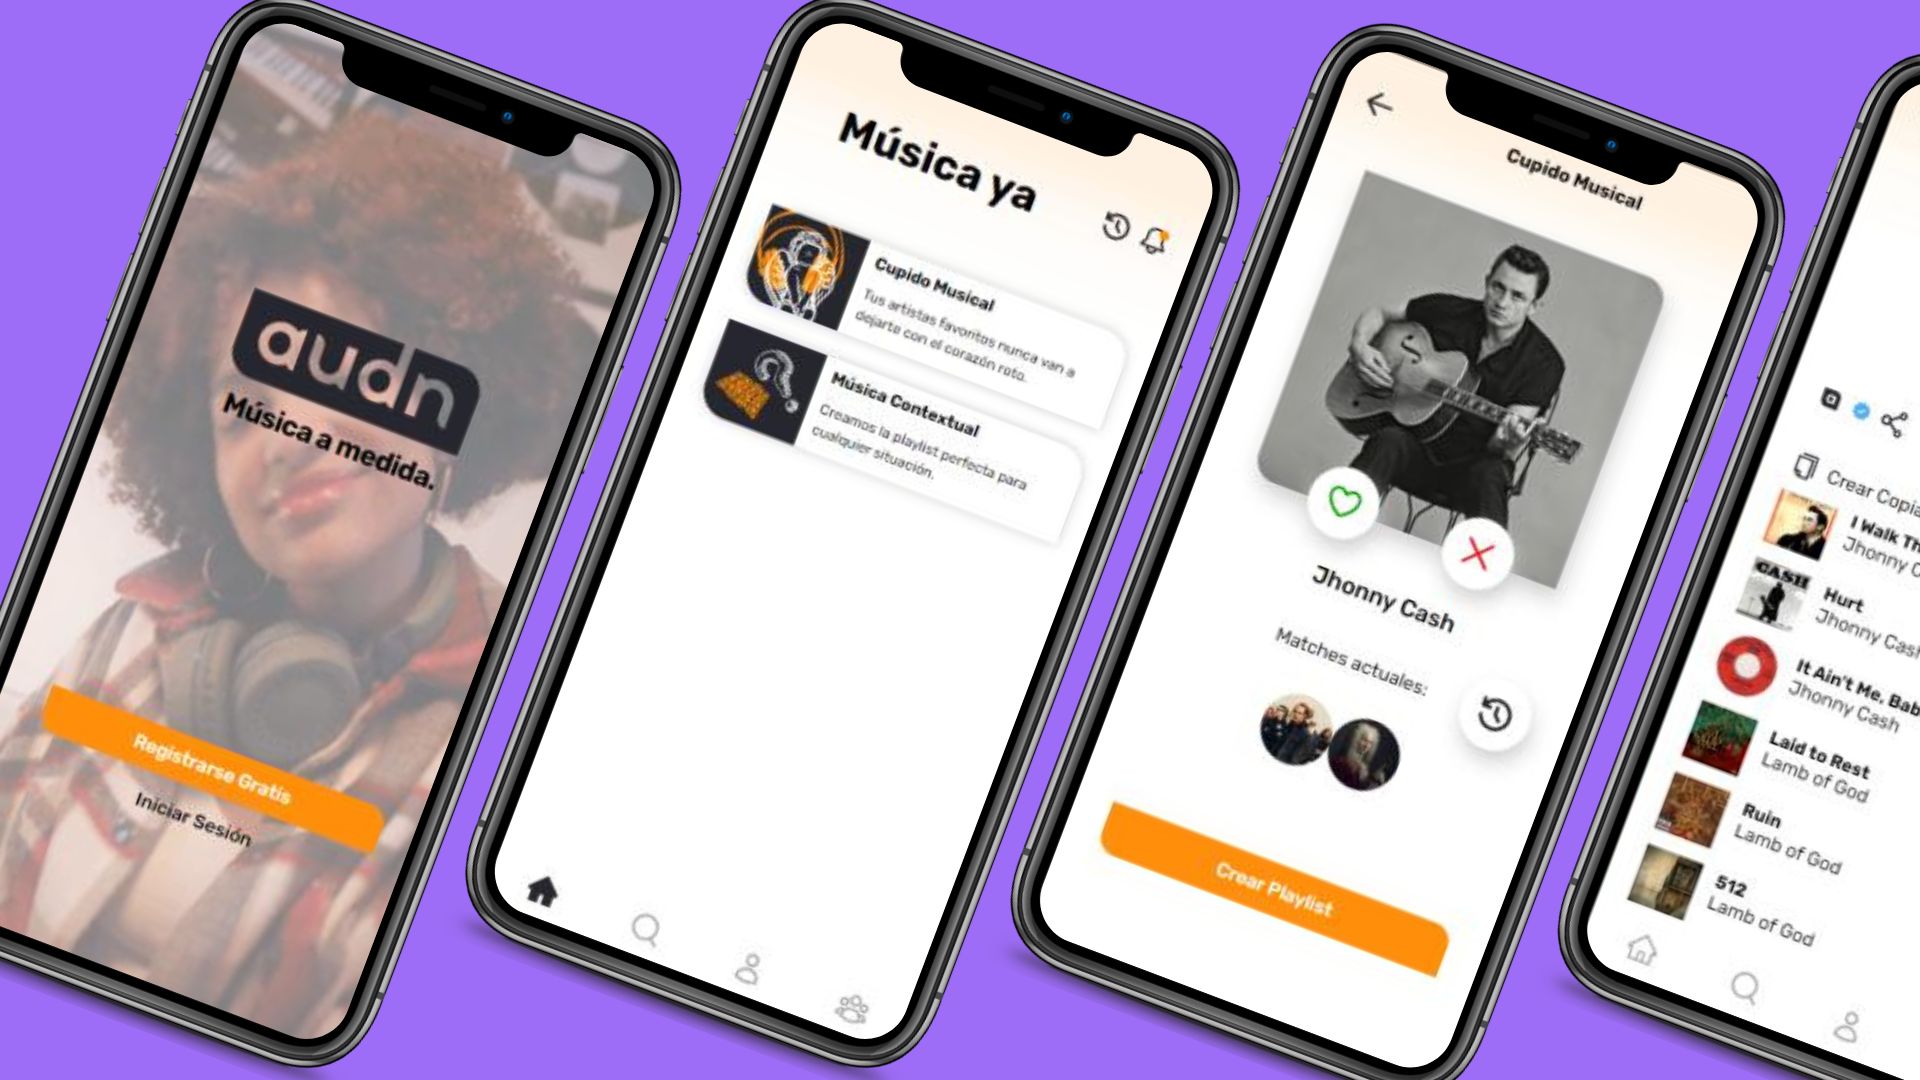 audn
Música a medida.
Registrarse Gratis
Iniciar Sesión
Música ya
Cupido Musical
Tus artistas favoritos nunca van a
dejarte con el corazón roto.
Música Contextual
Creamos la playlist perfecta para
cualquier situación.
Cupido Musical
Jhonny Cash
Matches actuales:
Crear Playlist
Crear Copia
I Walk Th
Jhonny C
CASH
Hurt
Jhonny Cash
It Ain't Me, Bab
Jhonny Cash
Laid to Rest
Lamb of God
Ruin
Lamb of God
512
Lamb of God